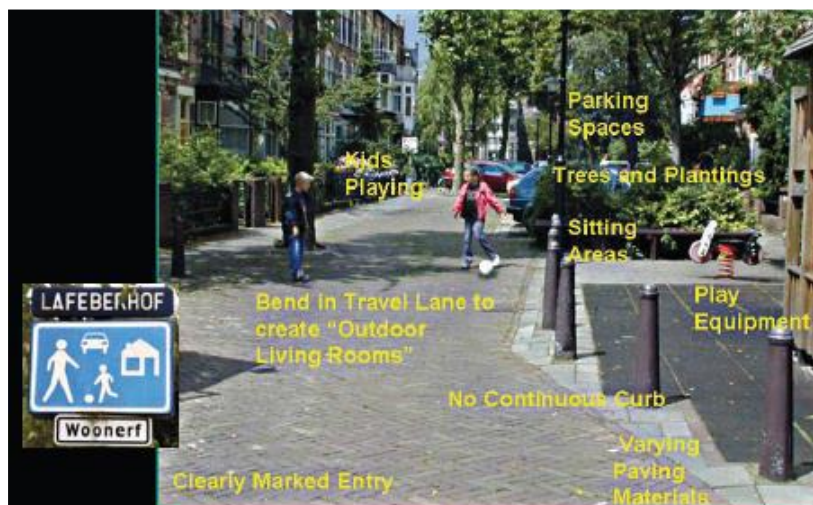 Parking
Spaces
Kids
Playing
Trees and Plantings
Sitting
Areas
Play
Equipment
LAFEBERHOF
Bend in Travel Lane to
create “Outdoor
Living Rooms”
No Continuous Curb
Woonerf
Varying
Paving
Materials
Clearly Marked Entry